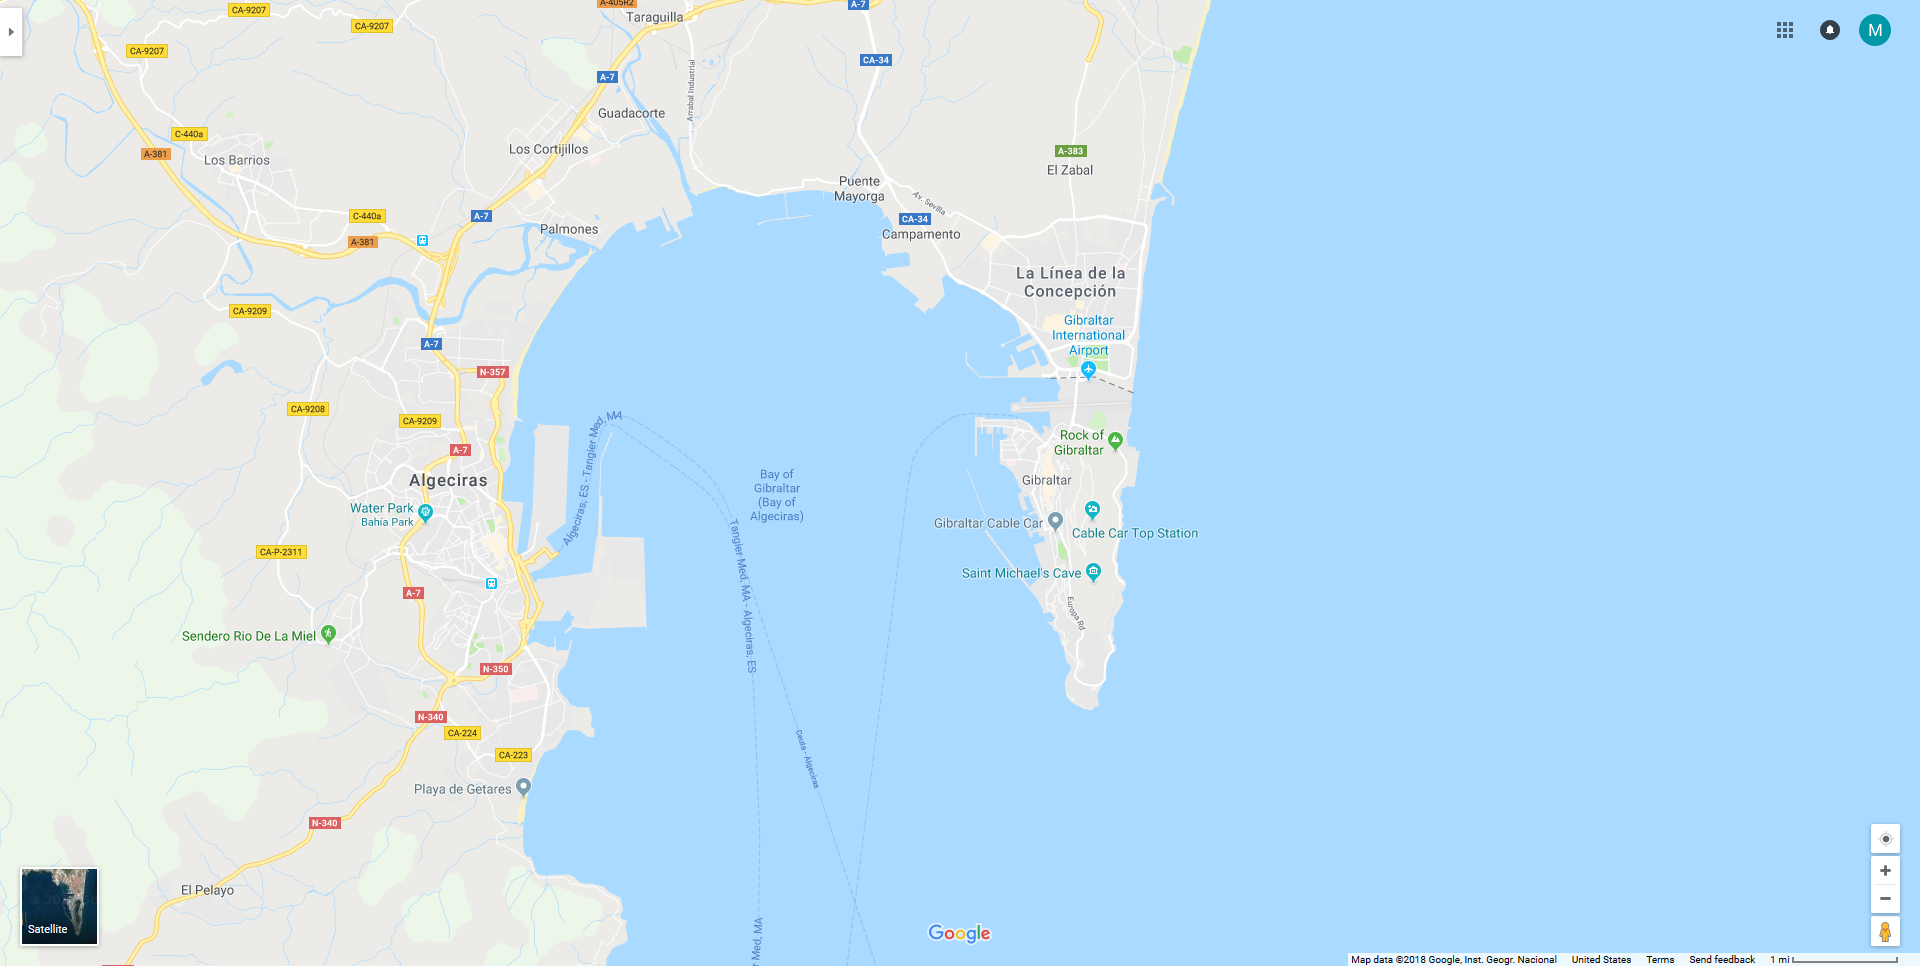 CA-9207
CA-9207
A-405R2
Taraguilla
A-7
M
CA-9207
CA-34
A-7
Arrabal Industrial
Guadacorte
C-440a
A-381
Los Barrios
Los Cortijillos
A-383
El Zabal
Puente
Mayorga
Av. Sevilla
C-440a
A-7
CA-34
A-381
Palmones
Campamento
La Línea de la
Concepción
CA-9209
Gibraltar
International
Airport
A-7
N-357
CA-9208
CA-9209
Algeciras, ES - Tangier Med, MA
A-7
Rock of
Gibraltar
Algeciras
Bay of
Gibraltar
(Bay of
Algeciras)
Gibraltar
Water Park
Bahía Park
Gibraltar Cable Car
Cable Car Top Station
Tangier Med, MA - Algeciras, ES
CA-P-2311
Saint Michael's Cave
A-7
Europa Rd
Sendero Rio De La Miel
N-350
N-340
CA-224
CA-223
Ceuta - Algeciras
Playa de Getares
N-340
El Pelayo
Satellite
Google
Map data ©2018 Google, Inst. Geogr. Nacional
United States
Terms
Send feedback
1 mi